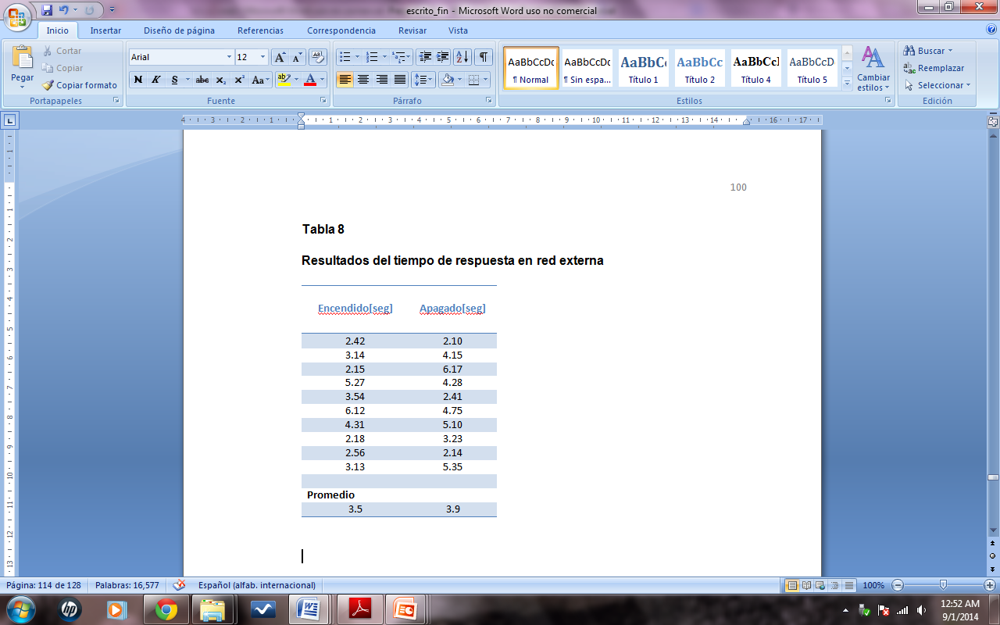 escrito_fin - Microsoft Word uso no comercial
Inicio Insertar Diseño de página Referencias Correspondencia Revisar Vista
Pegar
Cortar
Copiar
Copiar formato
Portapapeles
Arial 12
N K S abc x₂ x² Aa
Fuente
Párrafo
AaBbCcDc AaBbCcDc AaBbCc AaBbCc AaBbCcI AaBbCcD
¶ Normal ¶ Sin espa... Título 1 Título 2 Título 4 Título 5
Cambiar estilos
Estilos
Buscar
Reemplazar
Seleccionar
Edición
4 3 2 1 1 2 3 4 5 6 7 8 9 10 11 12 13 14 16 17
100
Tabla 8
Resultados del tiempo de respuesta en red externa
Encendido[seg] Apagado[seg]
2.42 2.10
3.14 4.15
2.15 6.17
5.27 4.28
3.54 2.41
6.12 4.75
4.31 5.10
2.18 3.23
2.56 2.14
3.13 5.35
Promedio
3.5 3.9
Página: 114 de 128 Palabras: 16,577 Español (alfab. internacional) 100%
hp
12:52 AM
9/1/2014